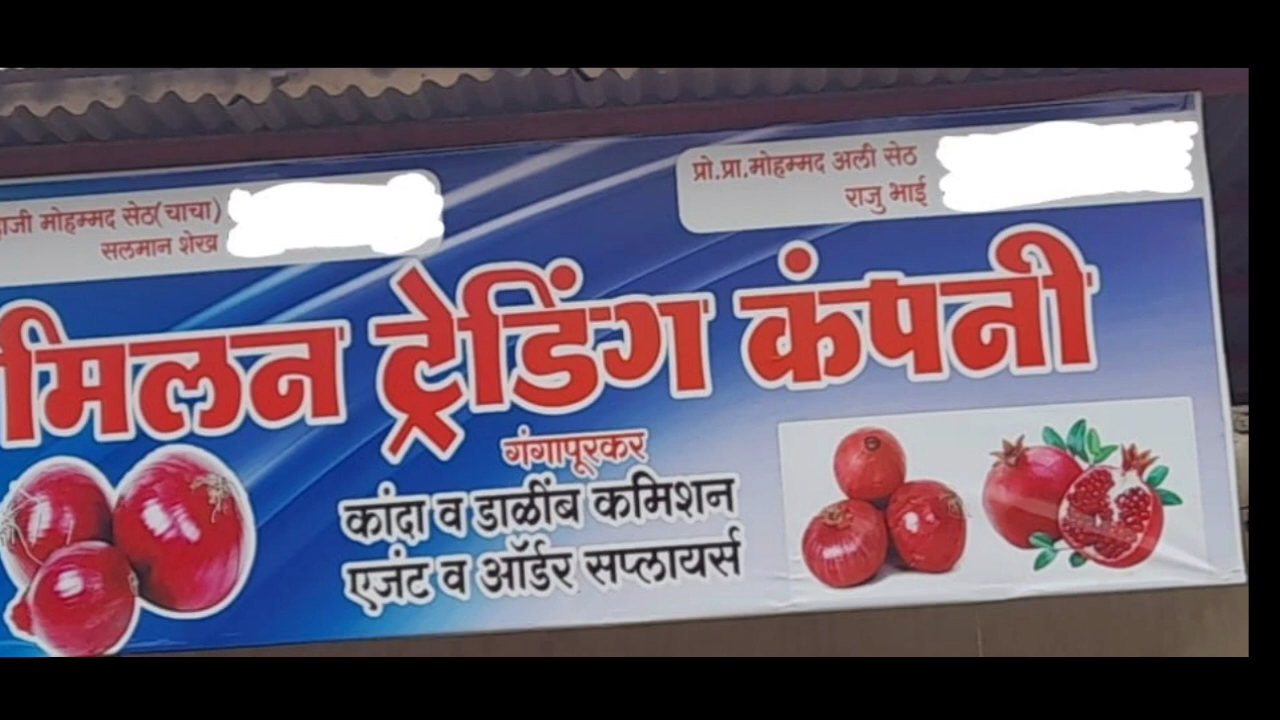 मोहम्मद सेठ(चाचा)
सलमान शेख
प्रो.प्रा.मोहम्मद अली सेठ
राजु भाई
मिलन ट्रेडिंग कंपनी
गंगापूरकर
कांदा व डाळींब कमिशन
एजंट व ऑर्डर सप्लायर्स